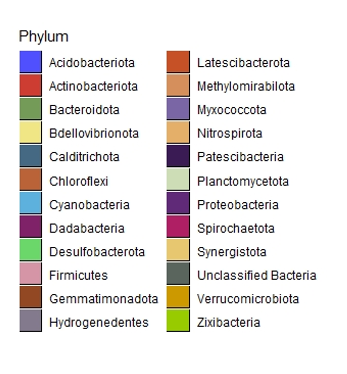 Phylum
Acidobacteriota
Actinobacteriota
Bacteroidota
Bdellovibrionota
Calditrichota
Chloroflexi
Cyanobacteria
Dadabacteria
Desulfobacterota
Firmicutes
Gemmatimonadota
Hydrogenedentes
Latescibacterota
Methylomirabilota
Myxococcota
Nitrospirota
Patescibacteria
Planctomycetota
Proteobacteria
Spirochaetota
Synergistota
Unclassified Bacteria
Verrucomicrobiota
Zixibacteria